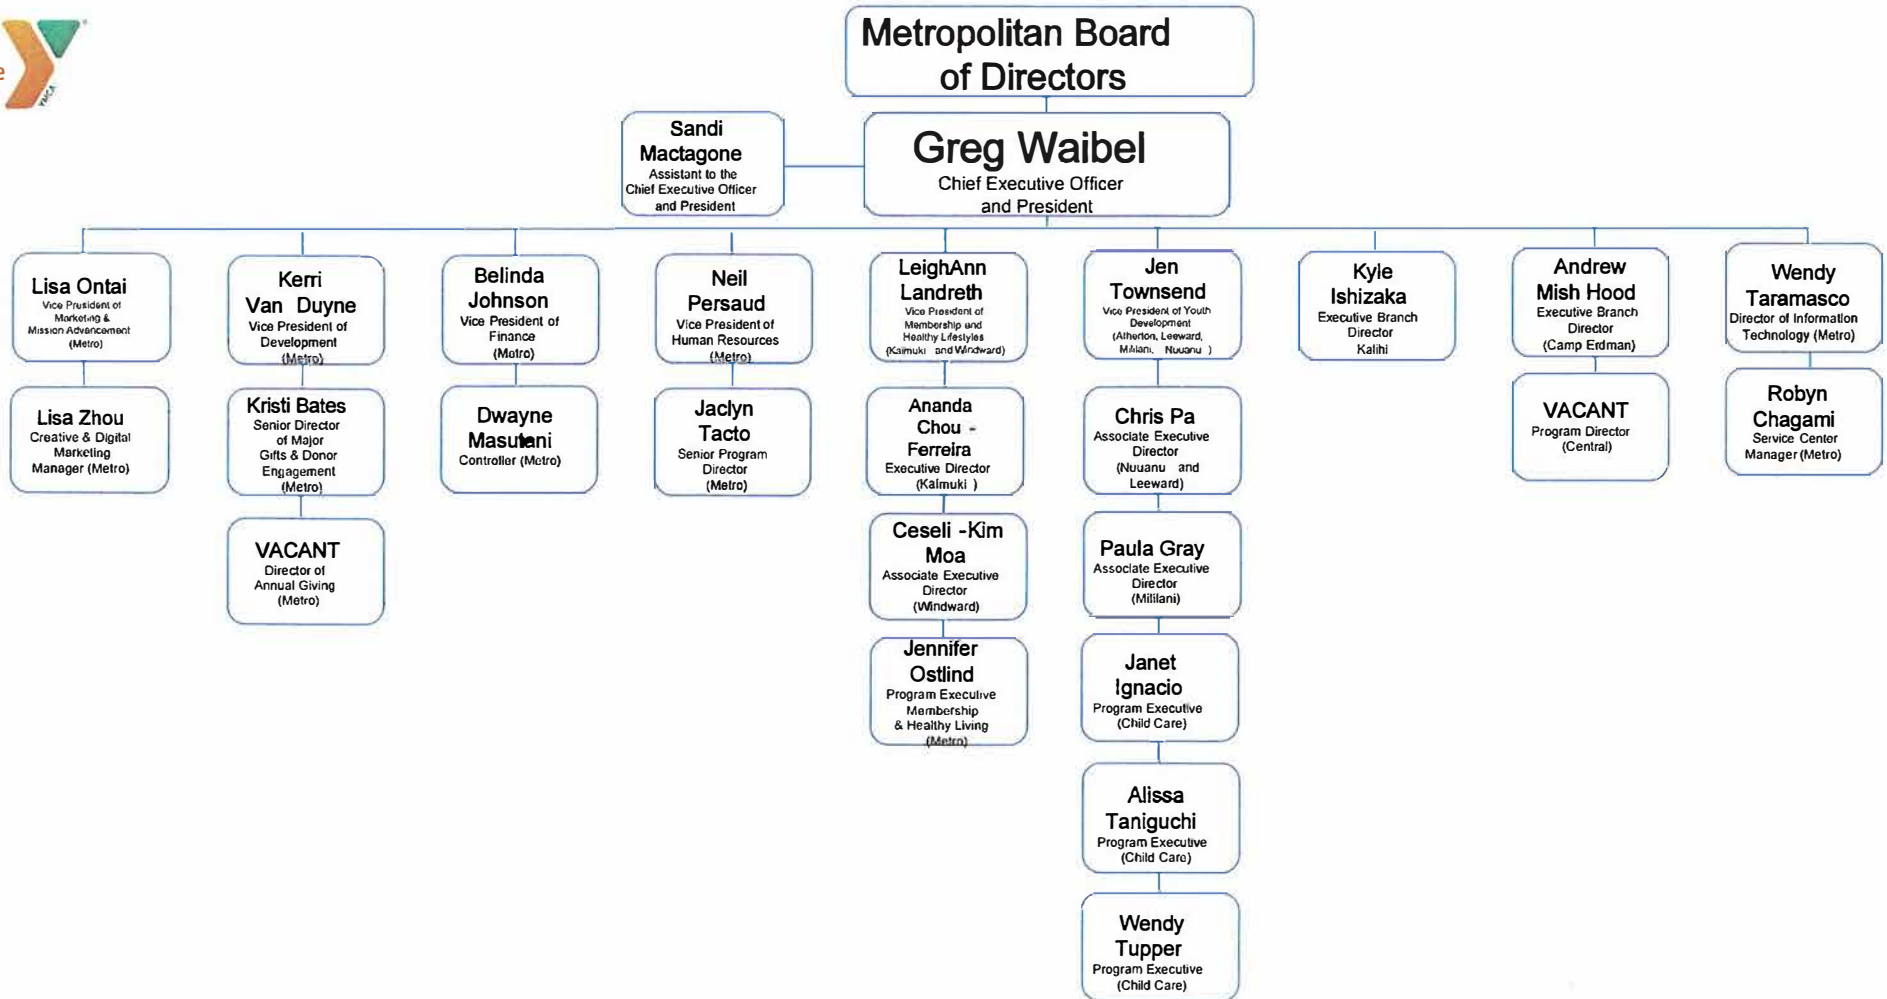 e
YMCA
Metropolitan Board
of Directors
Sandi
Mactagone
Assistant to the
Chief Executive Officer
and President
Greg Waibel
Chief Executive Officer
and President
Lisa Ontai
Vice President of
Marketing &
Mission Advancement
(Metro)
Kerri
Van Duyne
Vice President of
Development
(Metro)
Belinda
Johnson
Vice President of
Finance
(Metro)
Neil
Persaud
Vice President of
Human Resources
(Metro)
LeighAnn
Landreth
Vice President of
Membership and
Healthy Lifestyles
(Kaimuki and Windward)
Jen
Townsend
Vice President of Youth
Development
(Atherton, Leeward,
Mililani, Nuuanu )
Kyle
Ishizaka
Executive Branch
Director
Kalihi
Andrew
Mish Hood
Executive Branch
Director
(Camp Erdman)
Wendy
Taramasco
Director of Information
Technology (Metro)
Lisa Zhou
Creative & Digital
Marketing
Manager (Metro)
Kristi Bates
Senior Director
of Major
Gifts & Donor
Engagement
(Metro)
Dwayne
Masutani
Controller (Metro)
Jaclyn
Tacto
Senior Program
Director
(Metro)
Ananda
Chou -
Ferreira
Executive Director
(Kaimuki )
Chris Pa
Associate Executive
Director
(Nuuanu and
Leeward)
VACANT
Program Director
(Central)
Robyn
Chagami
Service Center
Manager (Metro)
VACANT
Director of
Annual Giving
(Metro)
Ceseli -Kim
Moa
Associate Executive
Director
(Windward)
Paula Gray
Associate Executive
Director
(Mililani)
Jennifer
Ostlind
Program Executive
Membership
& Healthy Living
(Metro)
Janet
Ignacio
Program Executive
(Child Care)
Alissa
Taniguchi
Program Executive
(Child Care)
Wendy
Tupper
Program Executive
(Child Care)